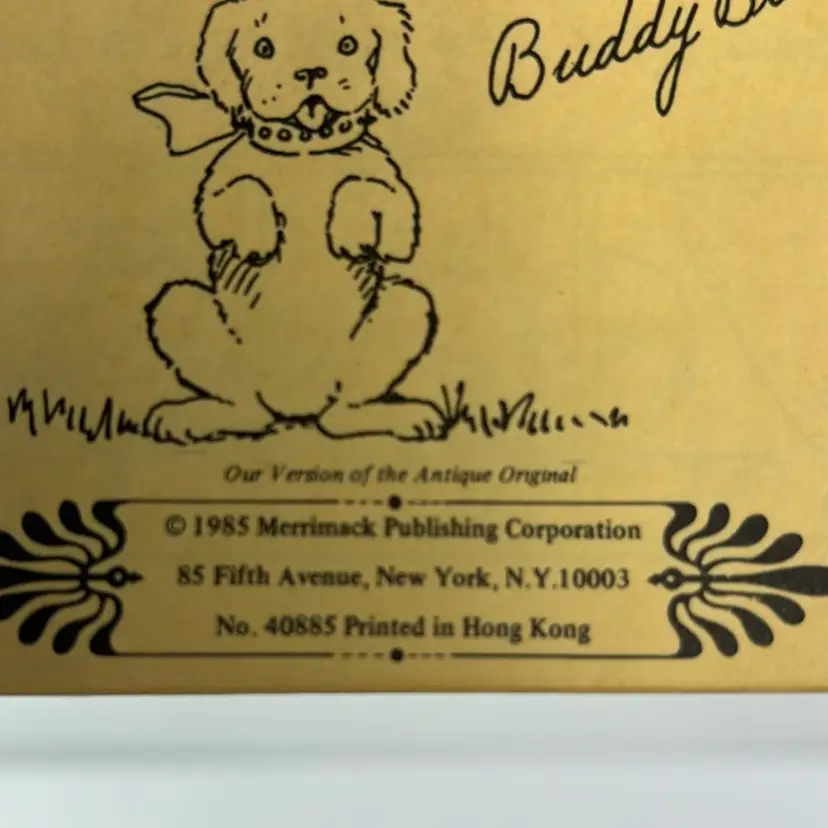 Buddy
Our Version of the Antique Original
© 1985 Merrimack Publishing Corporation
85 Fifth Avenue, New York, N.Y.10003
No. 40885 Printed in Hong Kong